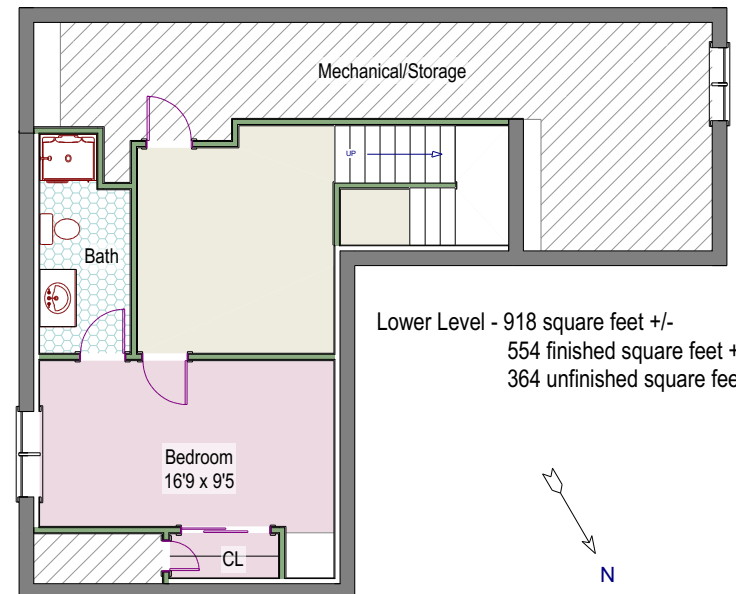 Mechanical/Storage
UP
Bath
Lower Level - 918 square feet +/-
554 finished square feet +
364 unfinished square fee
Bedroom
16'9 x 9'5
CL
N